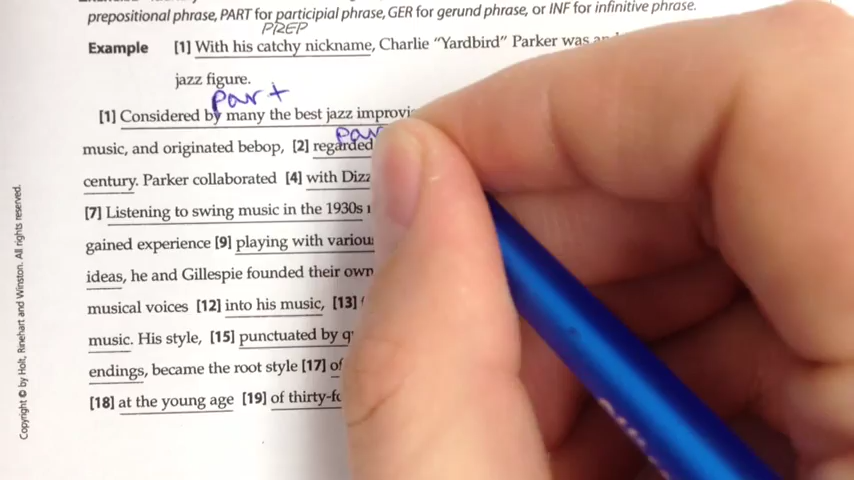 prepositional phrase, PART for participial phrase, GER for gerund phrase, or INF for infinitive phrase.
PREP
Example [1] With his catchy nickname, Charlie “Yardbird” Parker was
jazz figure.
part
[1] Considered by many the best jazz
par
music, and originated bebop, [2] regarded
century. Parker collaborated [4] with
[7] Listening to swing music in the 1930s
gained experience [9] playing with
ideas, he and Gillespie founded their own
musical voices [12] into his music, [13]
music. His style, [15] punctuated by
endings, became the root style [17] of
[18] at the young age [19] of
Copyright © by Holt, Rinehart and Winston. All rights reserved.